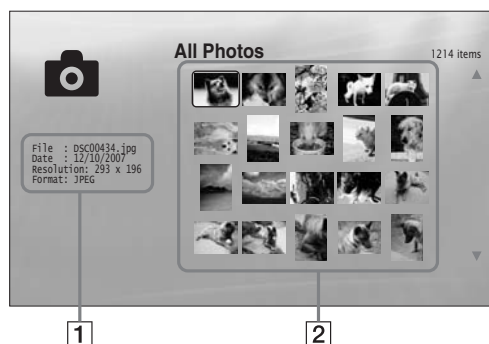 All Photos
1214 items
File : DSC00434.jpg
Date : 12/10/2007
Resolution: 293 x 196
Format: JPEG
1
2